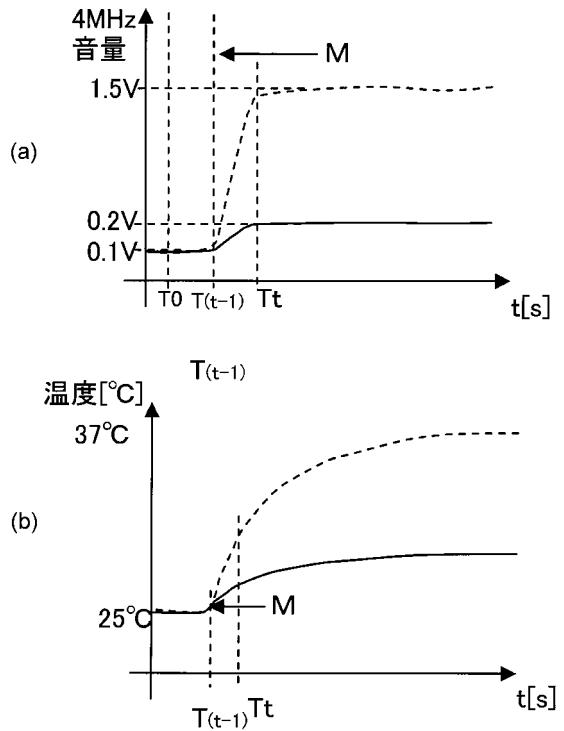 4MHz
音量
M
1.5V
(a)
0.2V
0.1V
T0 T(t-1) Tt
t[s]
T(t-1)
温度[℃]
37℃
(b)
M
25℃
T(t-1) Tt
t[s]